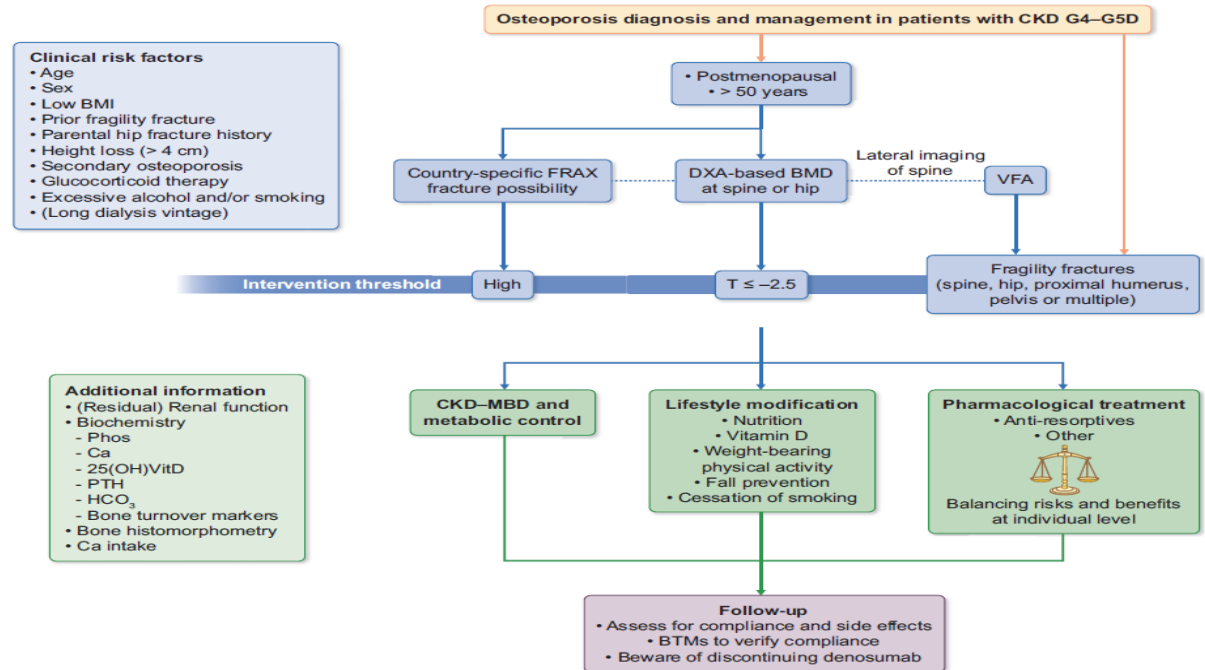 Osteoporosis diagnosis and management in patients with CKD G4–G5D
Clinical risk factors
• Age
• Sex
• Low BMI
• Prior fragility fracture
• Parental hip fracture history
• Height loss (> 4 cm)
• Secondary osteoporosis
• Glucocorticoid therapy
• Excessive alcohol and/or smoking
• (Long dialysis vintage)
• Postmenopausal
• > 50 years
Country-specific FRAX
fracture possibility
DXA-based BMD
at spine or hip
Lateral imaging
of spine
VFA
Intervention threshold
High
T ≤ –2.5
Fragility fractures
(spine, hip, proximal humerus,
pelvis or multiple)
Additional information
• (Residual) Renal function
• Biochemistry
- Phos
- Ca
- 25(OH)VitD
- PTH
- HCO₃
- Bone turnover markers
• Bone histomorphometry
• Ca intake
CKD–MBD and
metabolic control
Lifestyle modification
• Nutrition
• Vitamin D
• Weight-bearing
physical activity
• Fall prevention
• Cessation of smoking
Pharmacological treatment
• Anti-resorptives
• Other
Balancing risks and benefits
at individual level
Follow-up
• Assess for compliance and side effects
• BTMs to verify compliance
• Beware of discontinuing denosumab